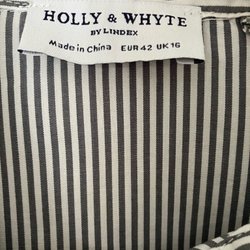 HOLLY & WHYTE
BY LINDEX
Made in China EUR 42 UK 16